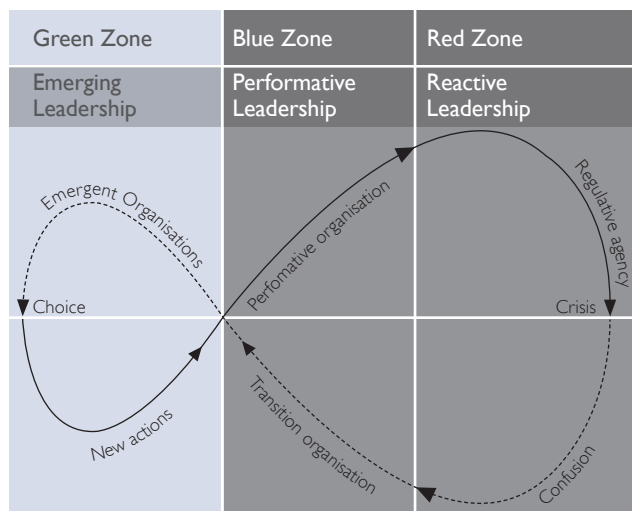 Green Zone
Blue Zone
Red Zone
Emerging
Leadership
Performative
Leadership
Reactive
Leadership
Emergent Organisations
Perfomative organisation
Regulative agency
Choice
Crisis
New actions
Transition organisation
Confusion